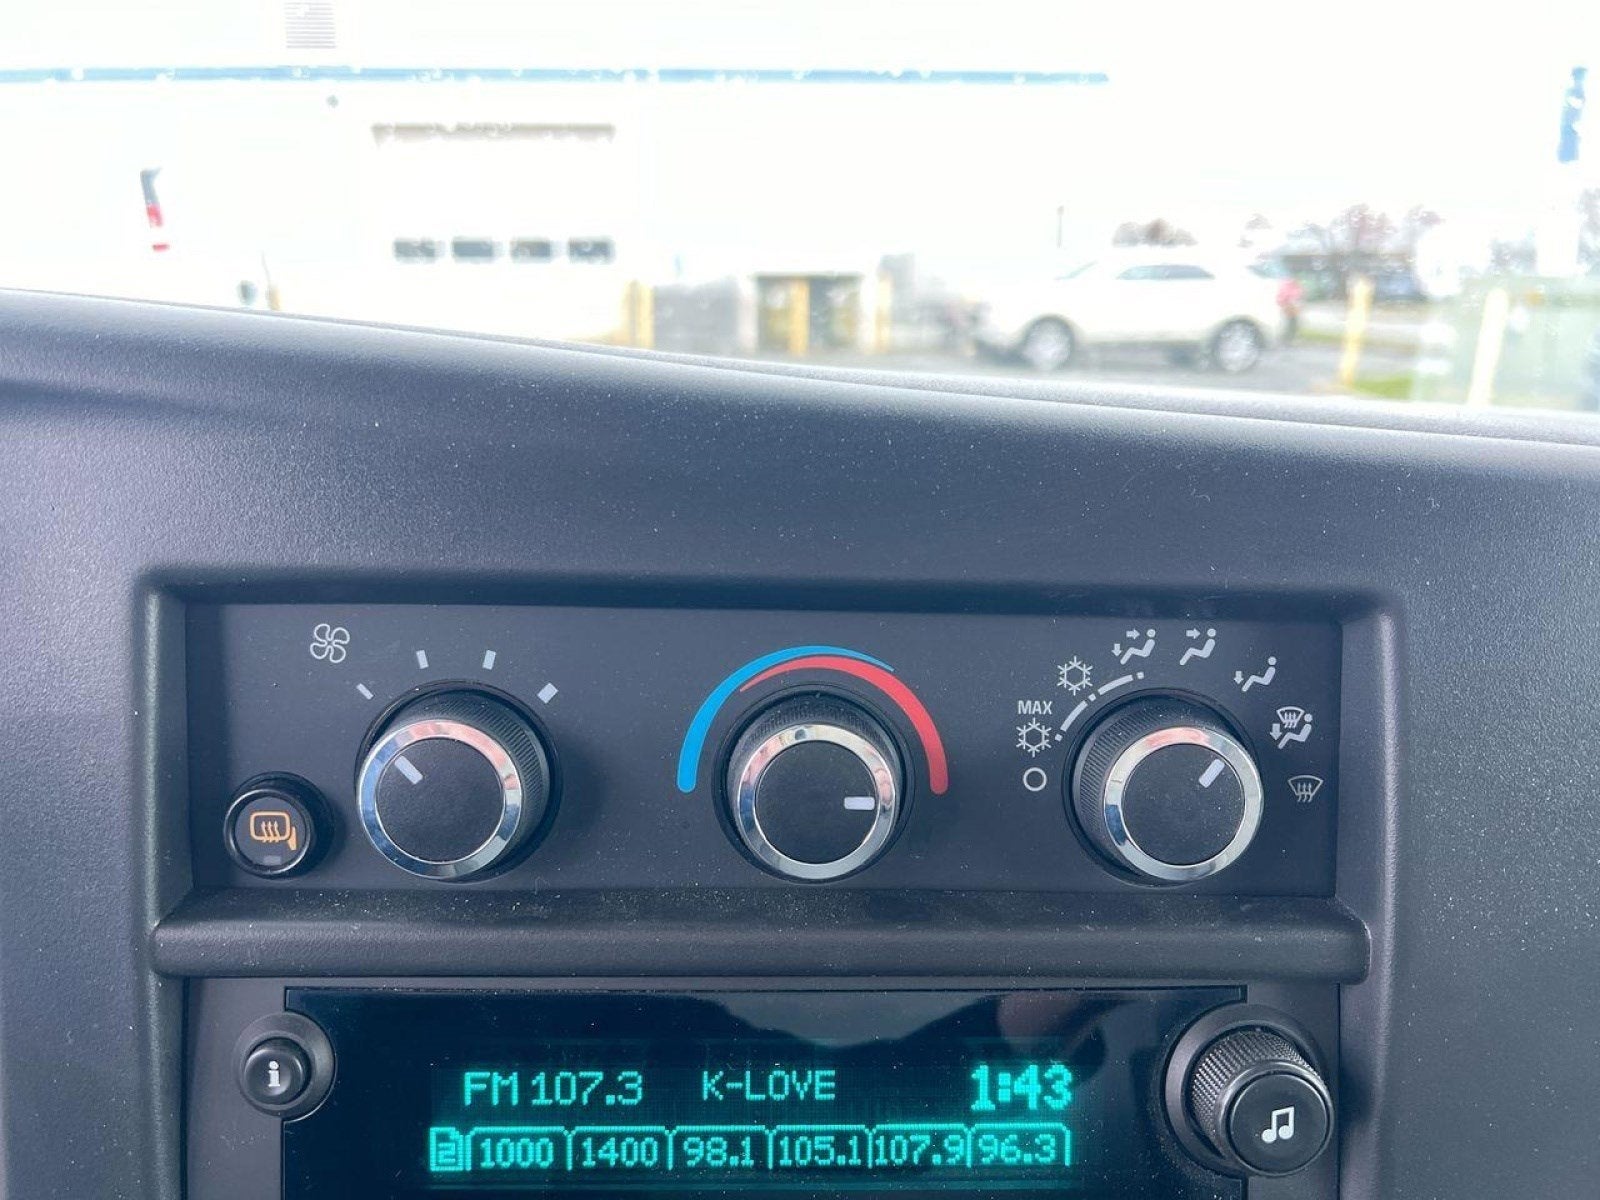 MAX
FM 107.3 K-LOVE 1:43
2 1000 1400 98.1 105.1 107.9 96.3
i